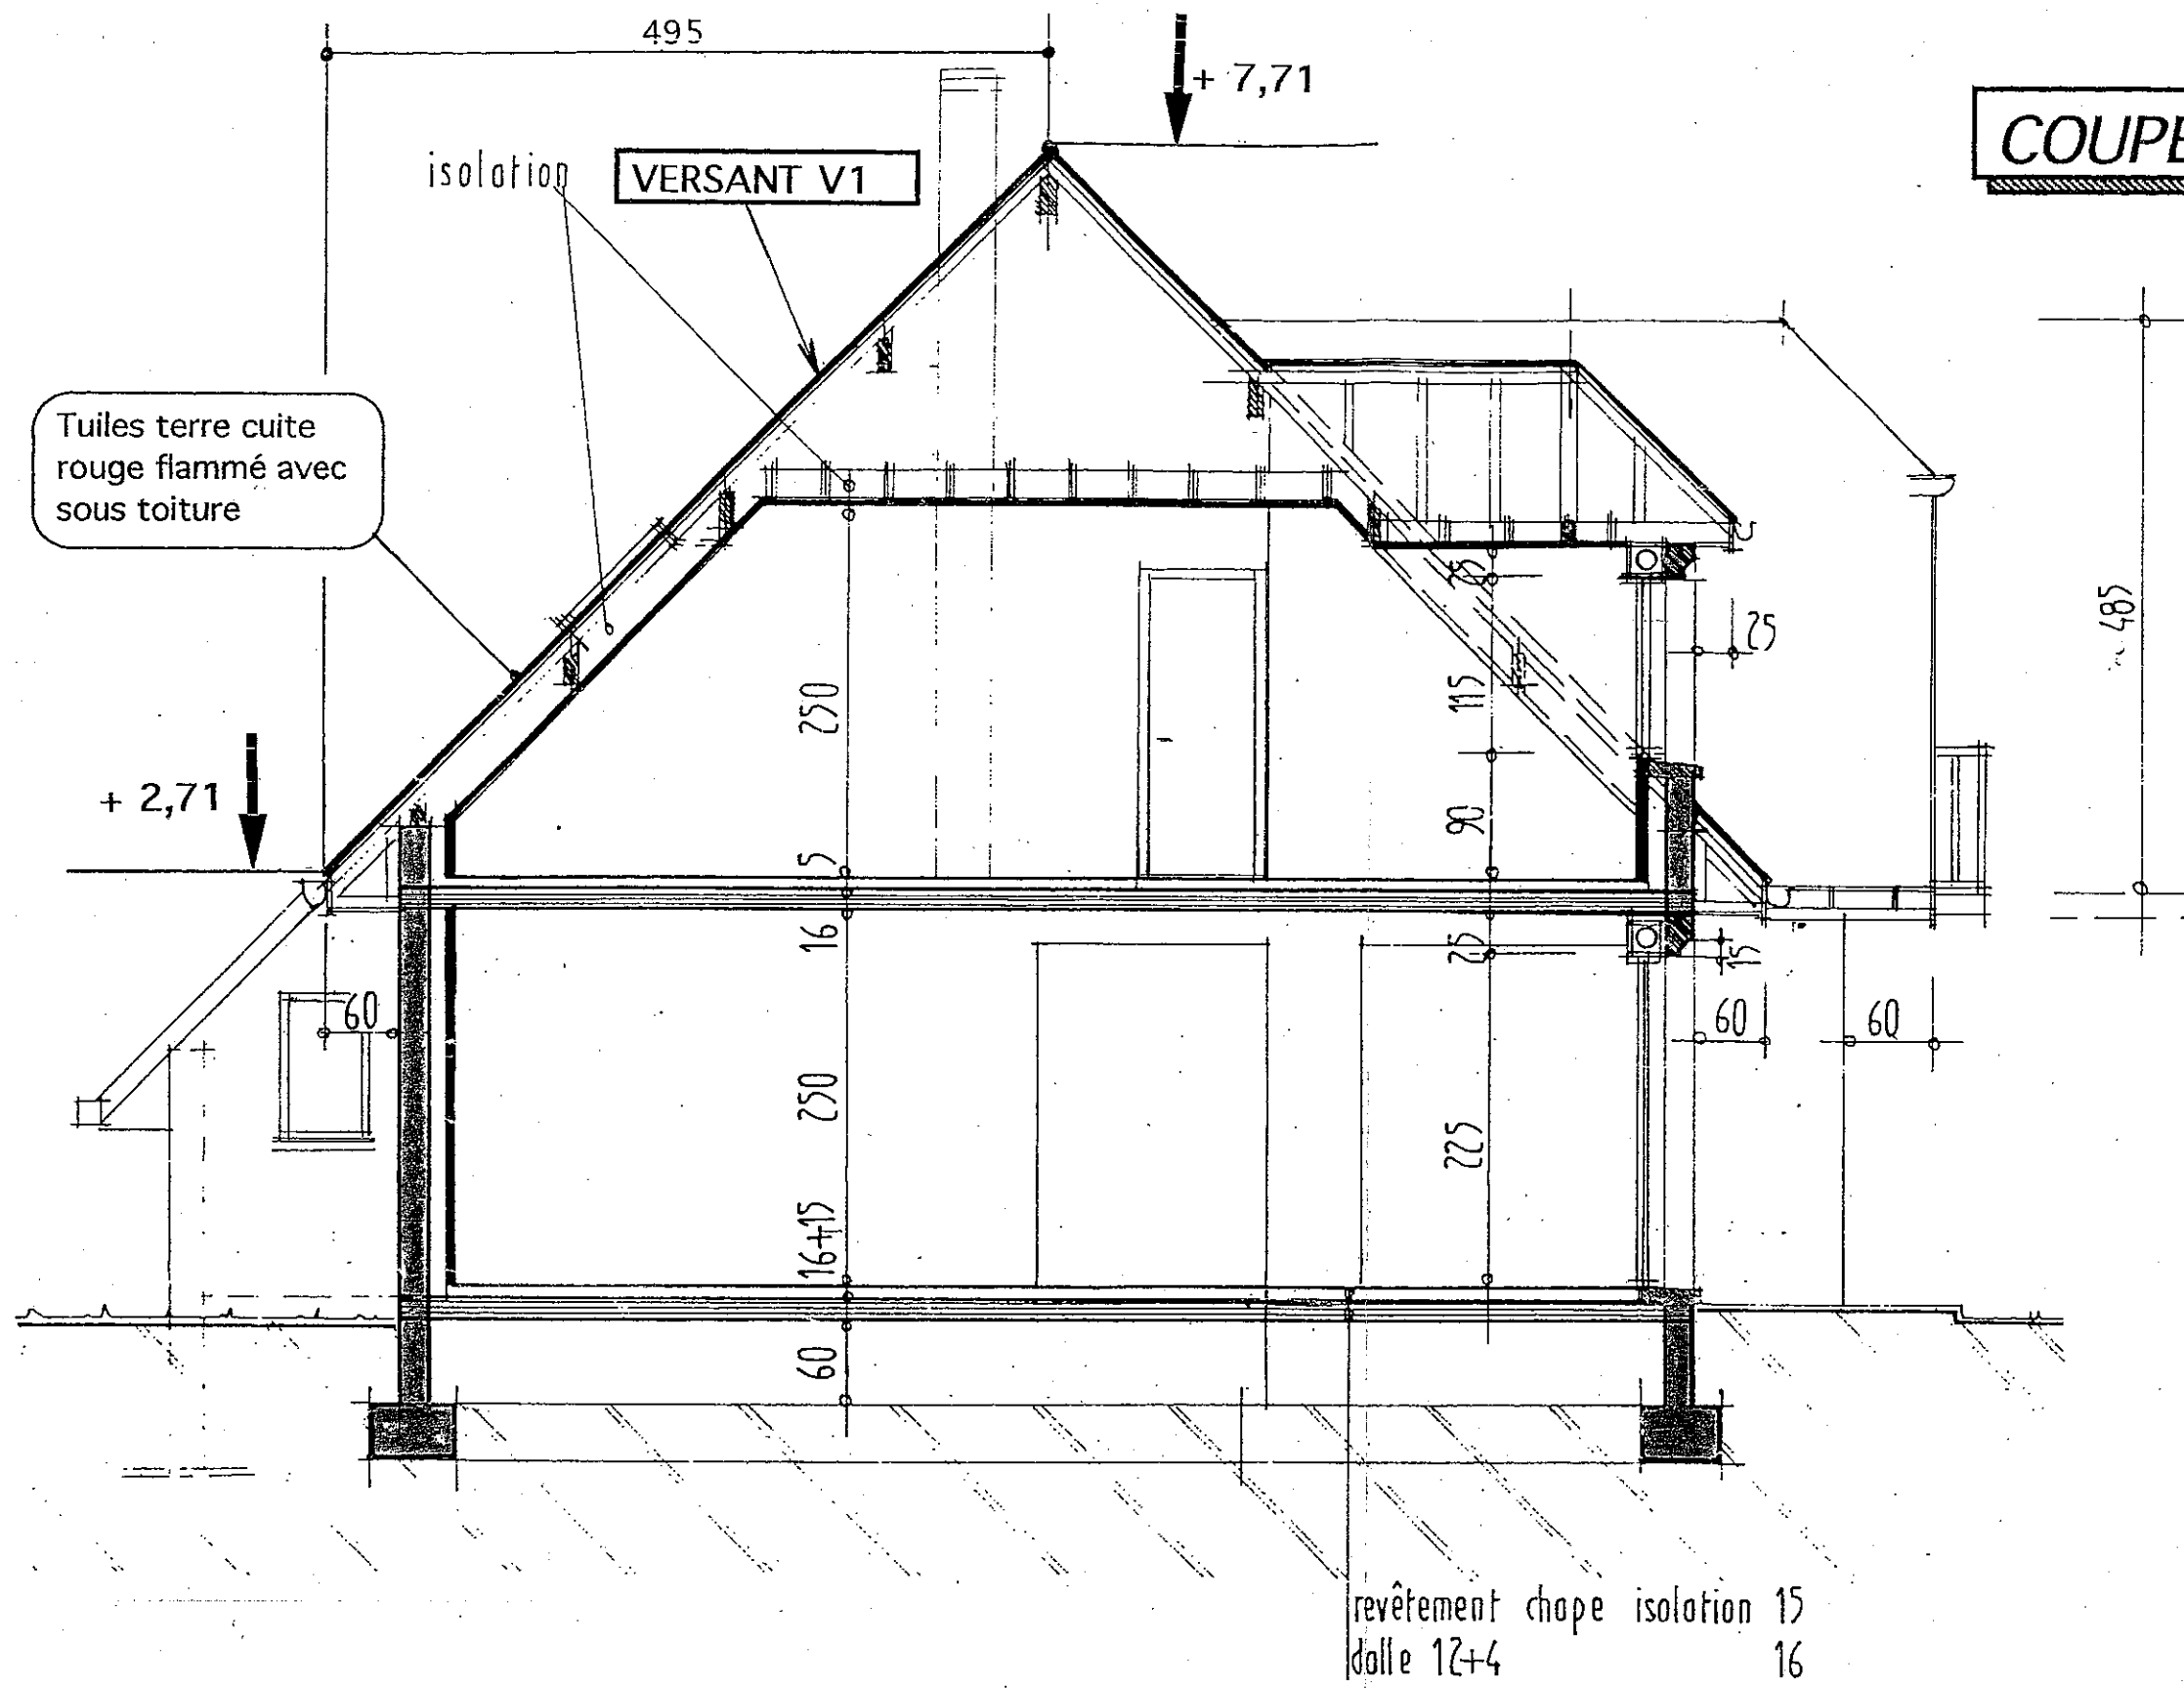 495
+ 7,71
COUPE
isolation
VERSANT V1
Tuiles terre cuite
rouge flammé avec
sous toiture
25
25
485
250
115
+ 2,71
90
5
16
25
15
60
60
60
250
225
16+15
60
revêtement chape isolation 15
dalle 12+4 16